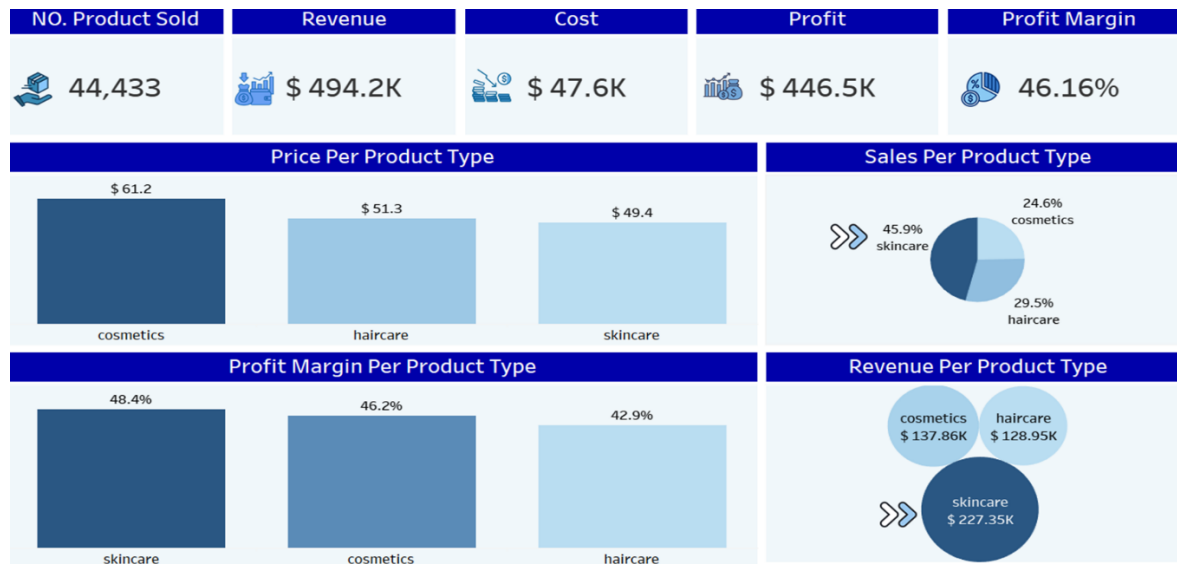 NO. Product Sold
44,433
Revenue
$ 494.2K
Cost
$ 47.6K
Profit
$ 446.5K
Profit Margin
46.16%
Price Per Product Type
$ 61.2
$ 51.3
$ 49.4
cosmetics
haircare
skincare
Sales Per Product Type
24.6%
cosmetics
45.9%
skincare
29.5%
haircare
Profit Margin Per Product Type
48.4%
46.2%
42.9%
skincare
cosmetics
haircare
Revenue Per Product Type
cosmetics
$ 137.86K
haircare
$ 128.95K
skincare
$ 227.35K